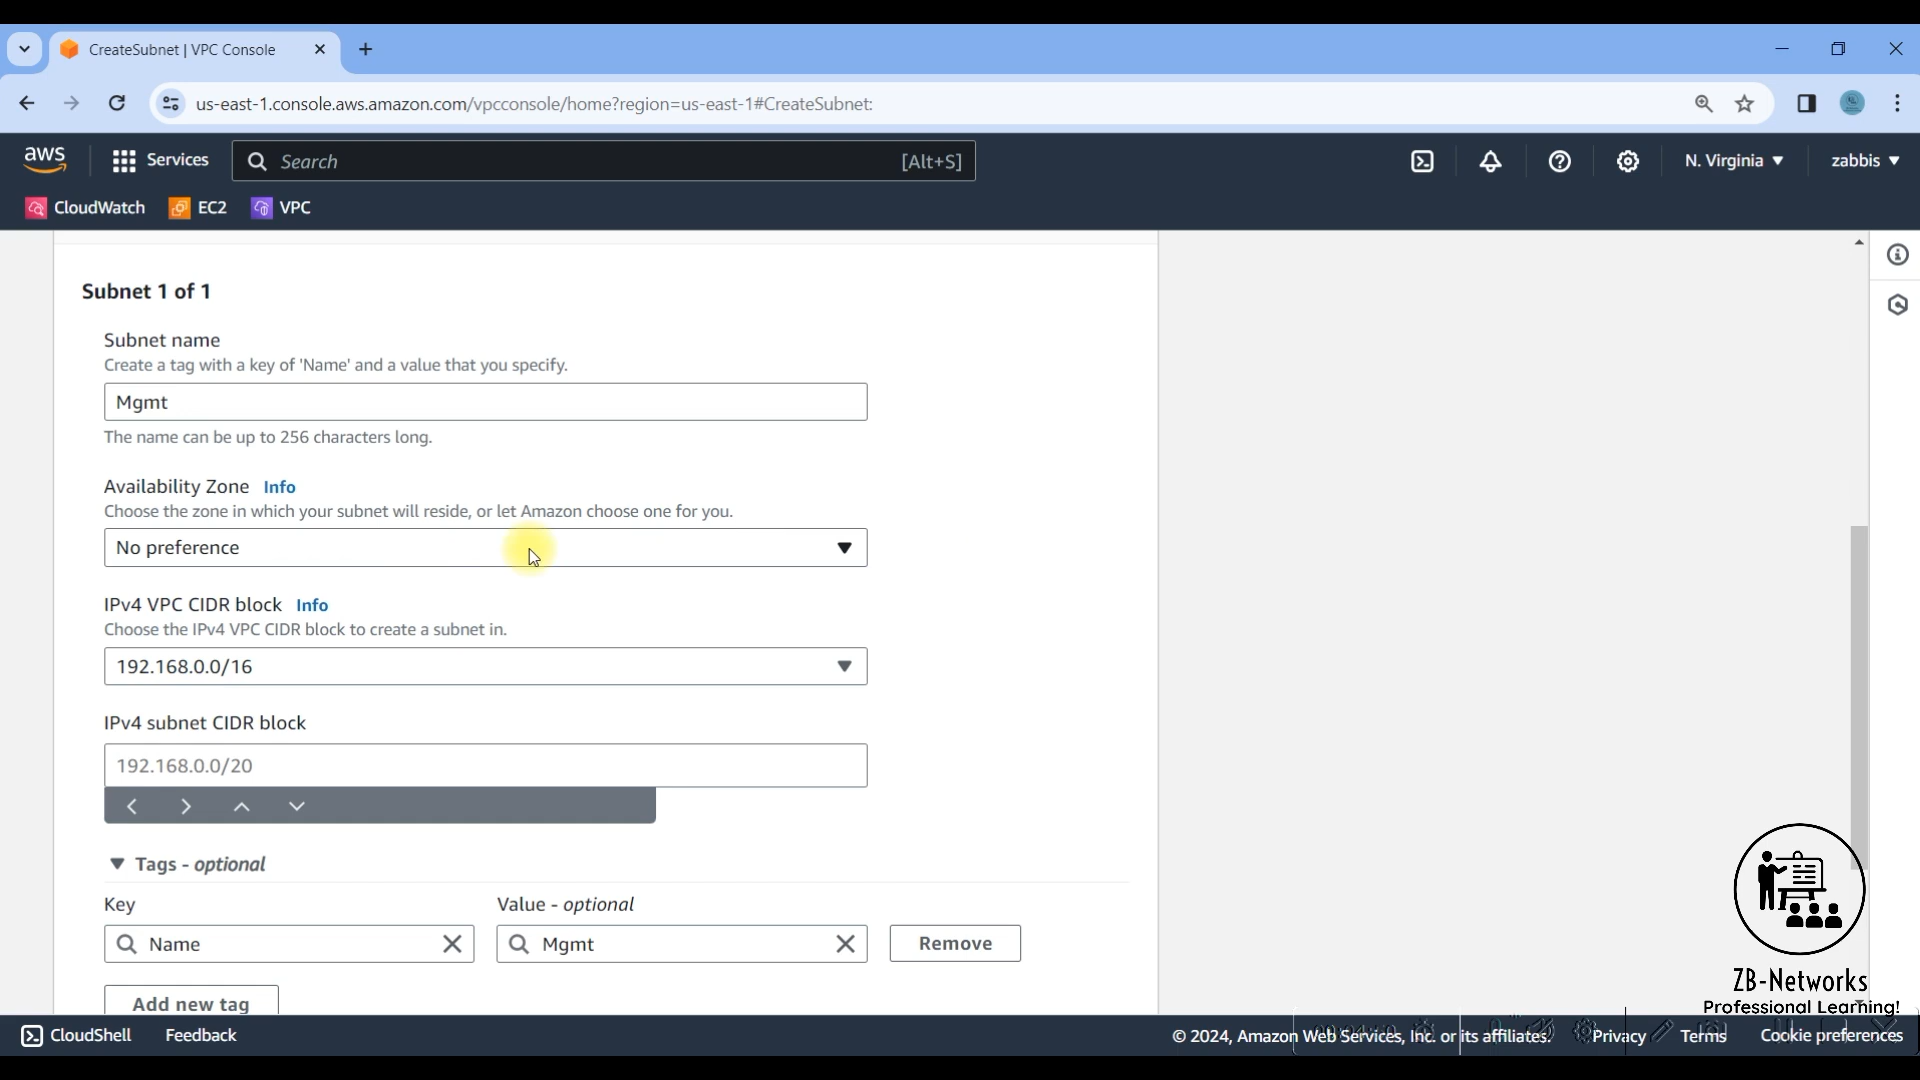 CreateSubnet | VPC Console
us-east-1.console.aws.amazon.com/vpcconsole/home?region=us-east-1#CreateSubnet:
aws Services Search [Alt+S] N. Virginia zabbis
CloudWatch EC2 VPC
Subnet 1 of 1
Subnet name
Create a tag with a key of 'Name' and a value that you specify.
Mgmt
The name can be up to 256 characters long.
Availability Zone Info
Choose the zone in which your subnet will reside, or let Amazon choose one for you.
No preference
IPv4 VPC CIDR block Info
Choose the IPv4 VPC CIDR block to create a subnet in.
192.168.0.0/16
IPv4 subnet CIDR block
192.168.0.0/20
Tags - optional
Key Value - optional
Name Mgmt Remove
Add new tag
ZB-Networks
Professional Learning!
CloudShell Feedback © 2024, Amazon Web Services, Inc. or its affiliates. Privacy Terms Cookie preferences